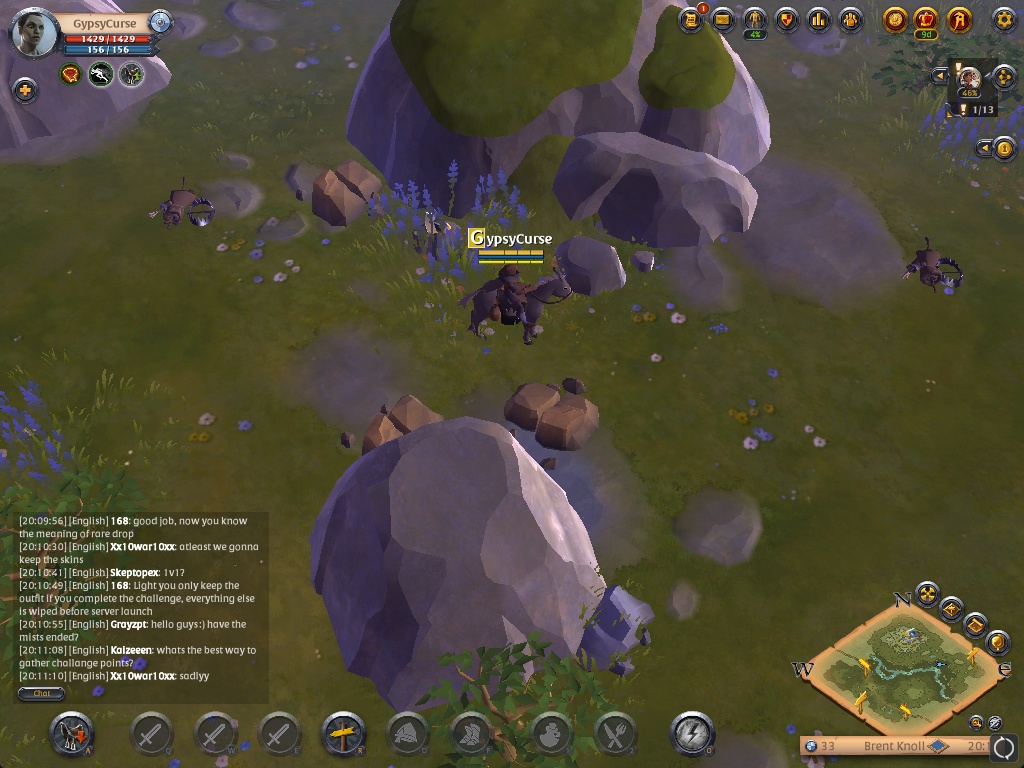 GypsyCurse
1
1429 / 1429
156 / 156
4%
9d
46%
1/13
1
GypsyCurse
[20:09:56] [English] 168: good job, now you know
the meaning of rare drop
[20:10:30] [English] Xx10war10xx: atleast we gonna
keep the skins
[20:10:41] [English] Skeptopex: 1v1?
[20:10:49] [English] 168: Light you only keep the
outfit if you complete the challenge, everything else
is wiped before server launch
[20:10:55] [English] Grayzpt: hello guys:) have the
mists ended?
[20:11:08] [English] Kaizeeen: whats the best way to
gather challange points?
[20:11:10] [English] Xx10war10xx: sadlyy
Chat
N
W
E
A
Q
W
E
R
D
F
O
33
Brent Knoll
20: